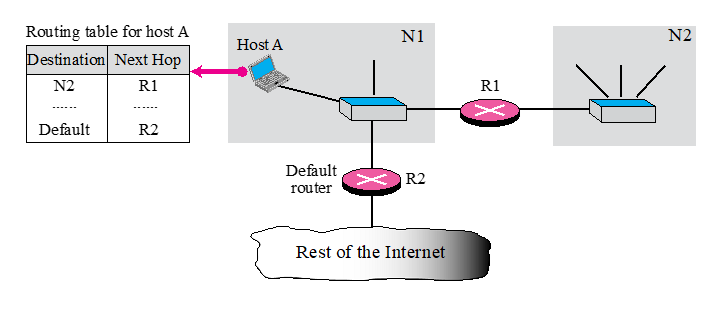 Routing table for host A
Destination Next Hop
N2 R1
...... ......
Default R2
Host A
N1
N2
R1
Default
router
R2
Rest of the Internet